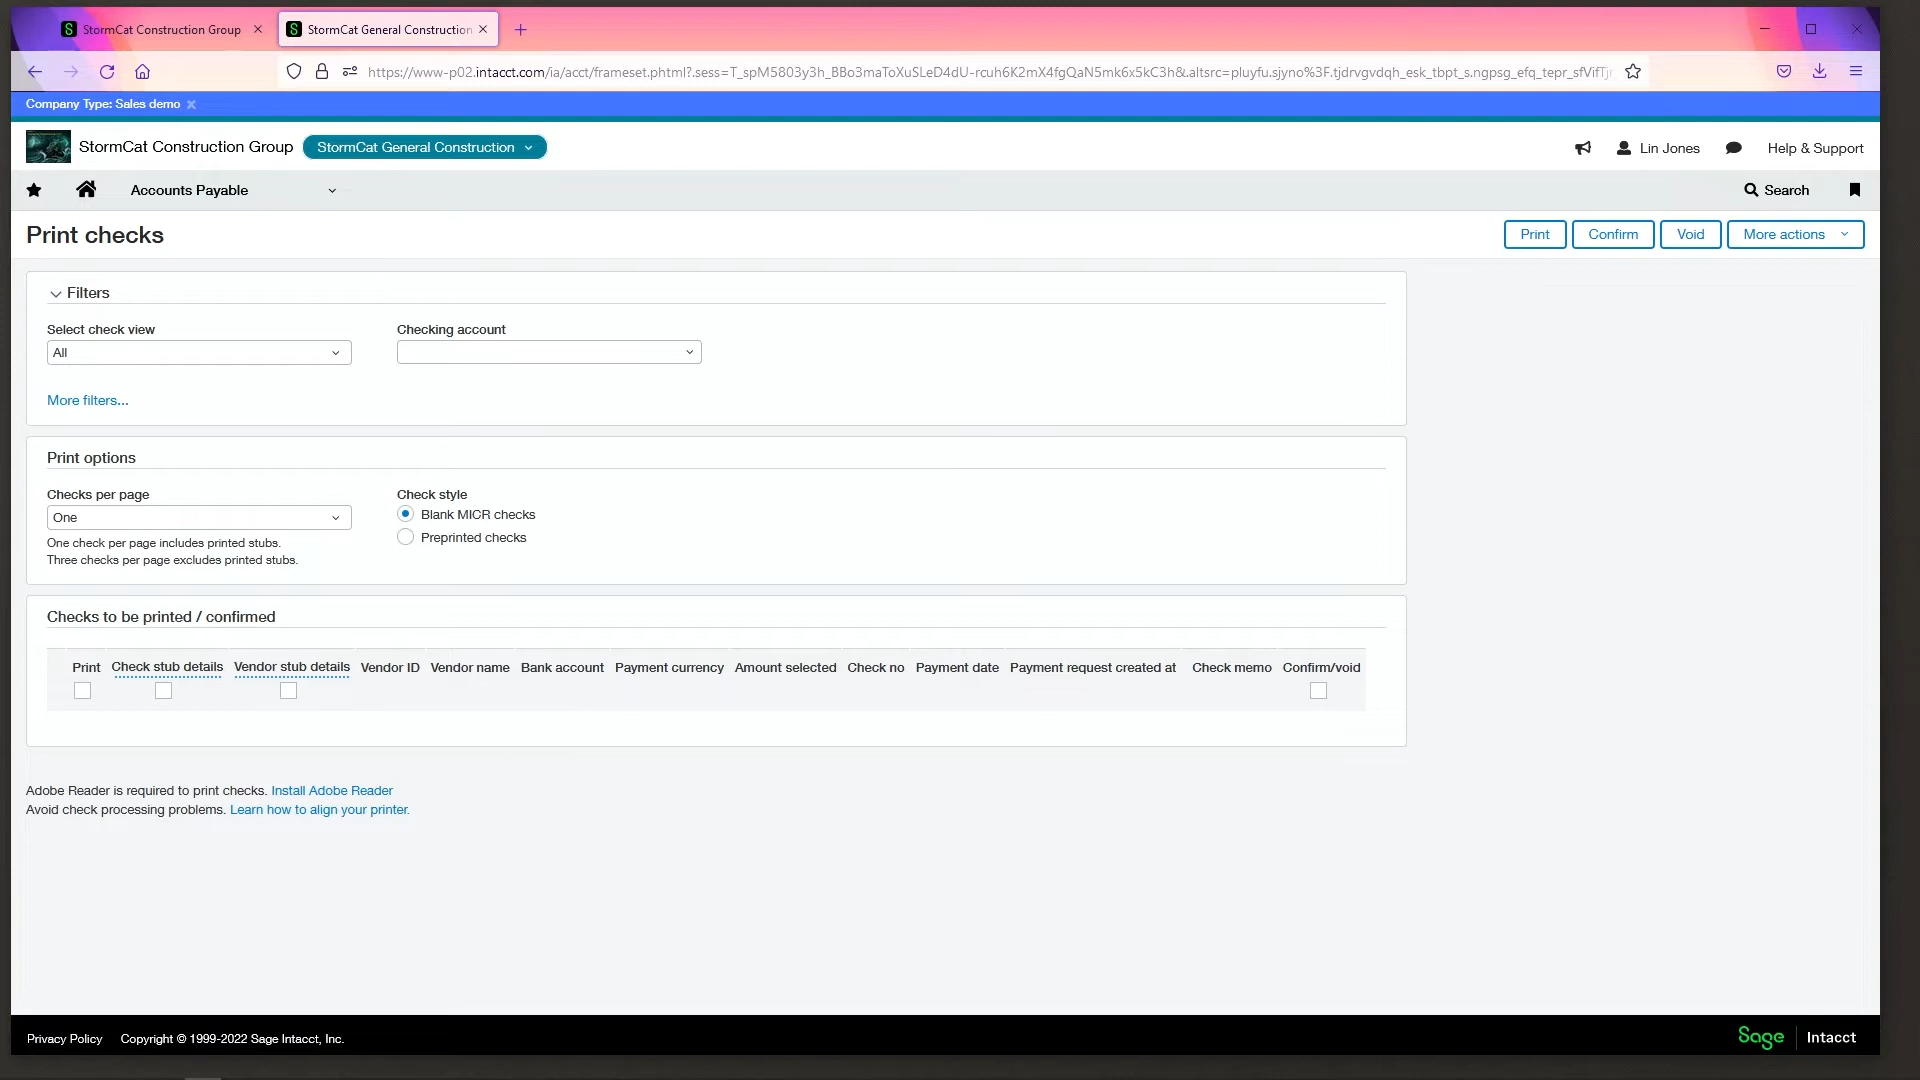 StormCat Construction Group
StormCat General Construction
https://www-p02.intacct.com/ia/acct/frameset.phtml?.sess=T_spM5803y3h_BBo3maToXuSLeD4dU-rcuh6K2mX4fgQaN5mk6x5kC3h&.altsrc=pluyfu.sjyno%3F.tjdrvgvdqh_esk_tbpt_s.ngpsg_efq_tepr_sfVifTjr
Company Type: Sales demo
StormCat Construction Group
StormCat General Construction
Lin Jones
Help & Support
Accounts Payable
Search
Print checks
Print
Confirm
Void
More actions
Filters
Select check view
Checking account
All
More filters...
Print options
Checks per page
Check style
One
Blank MICR checks
Preprinted checks
One check per page includes printed stubs.
Three checks per page excludes printed stubs.
Checks to be printed / confirmed
Print Check stub details Vendor stub details Vendor ID Vendor name Bank account Payment currency Amount selected Check no Payment date Payment request created at Check memo Confirm/void
Adobe Reader is required to print checks. Install Adobe Reader
Avoid check processing problems. Learn how to align your printer.
Privacy Policy Copyright © 1999-2022 Sage Intacct, Inc.
Sage Intacct